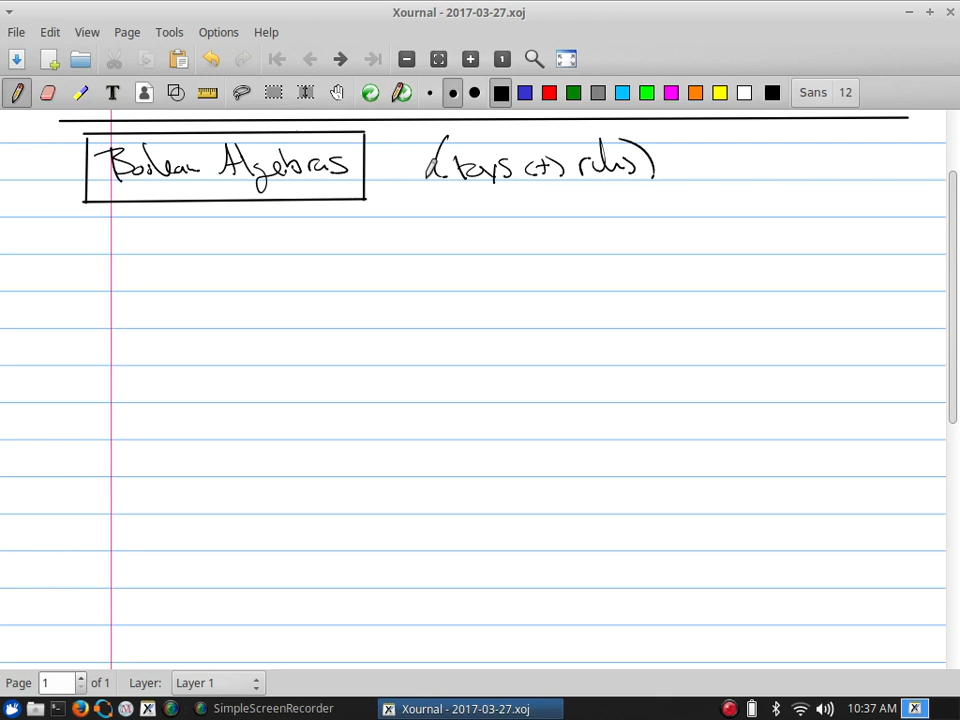 Xournal - 2017-03-27.xoj
File Edit View Page Tools Options Help
Sans 12
Boolean Algebras (toys rules)
Page 1 of 1 Layer: Layer 1
SimpleScreenRecorder Xournal - 2017-03-27.xoj 10:37 AM